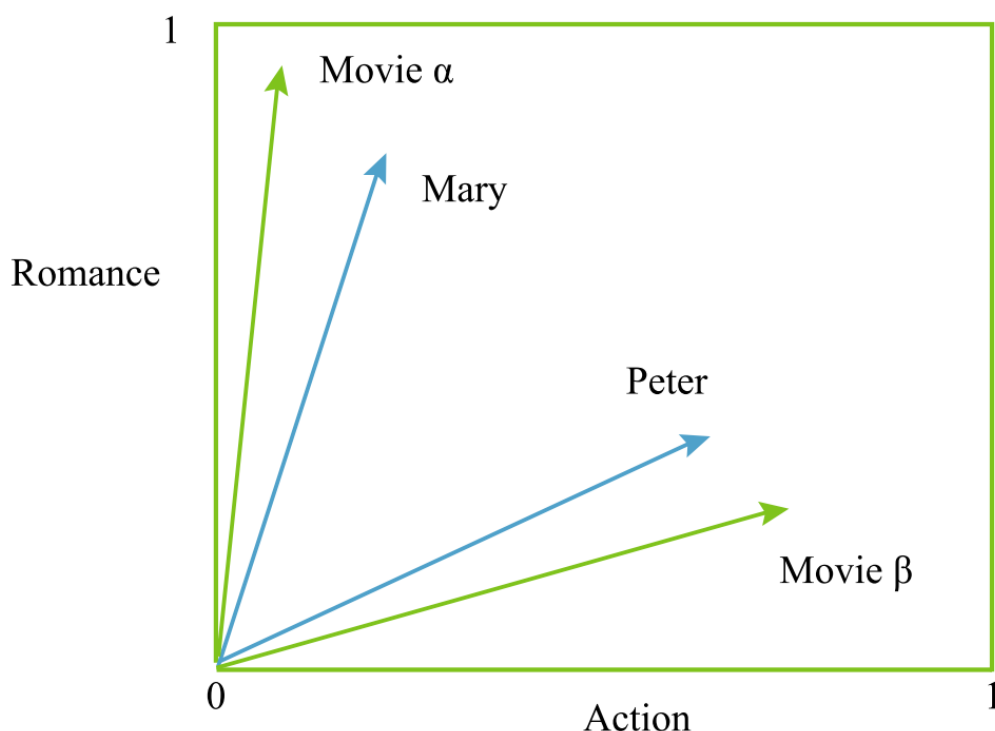 1
Movie α
Mary
Romance
Peter
Movie β
0
1
Action